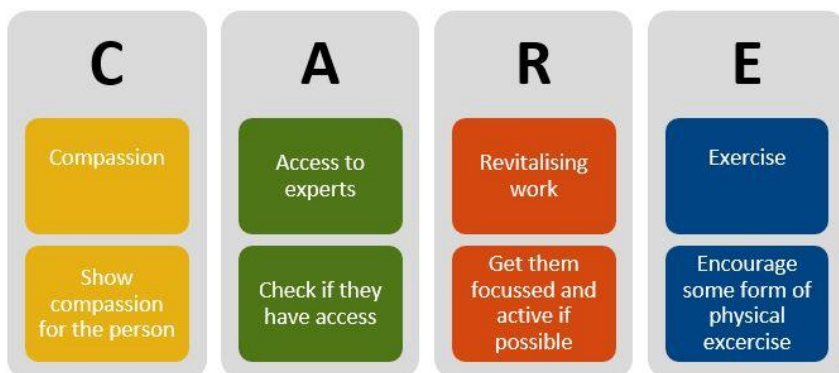 C
Compassion
Show
compassion
for the person
A
Access to
experts
Check if they
have access
R
Revitalising
work
Get them
focussed and
active if
possible
E
Exercise
Encourage
some form of
physical
excercise